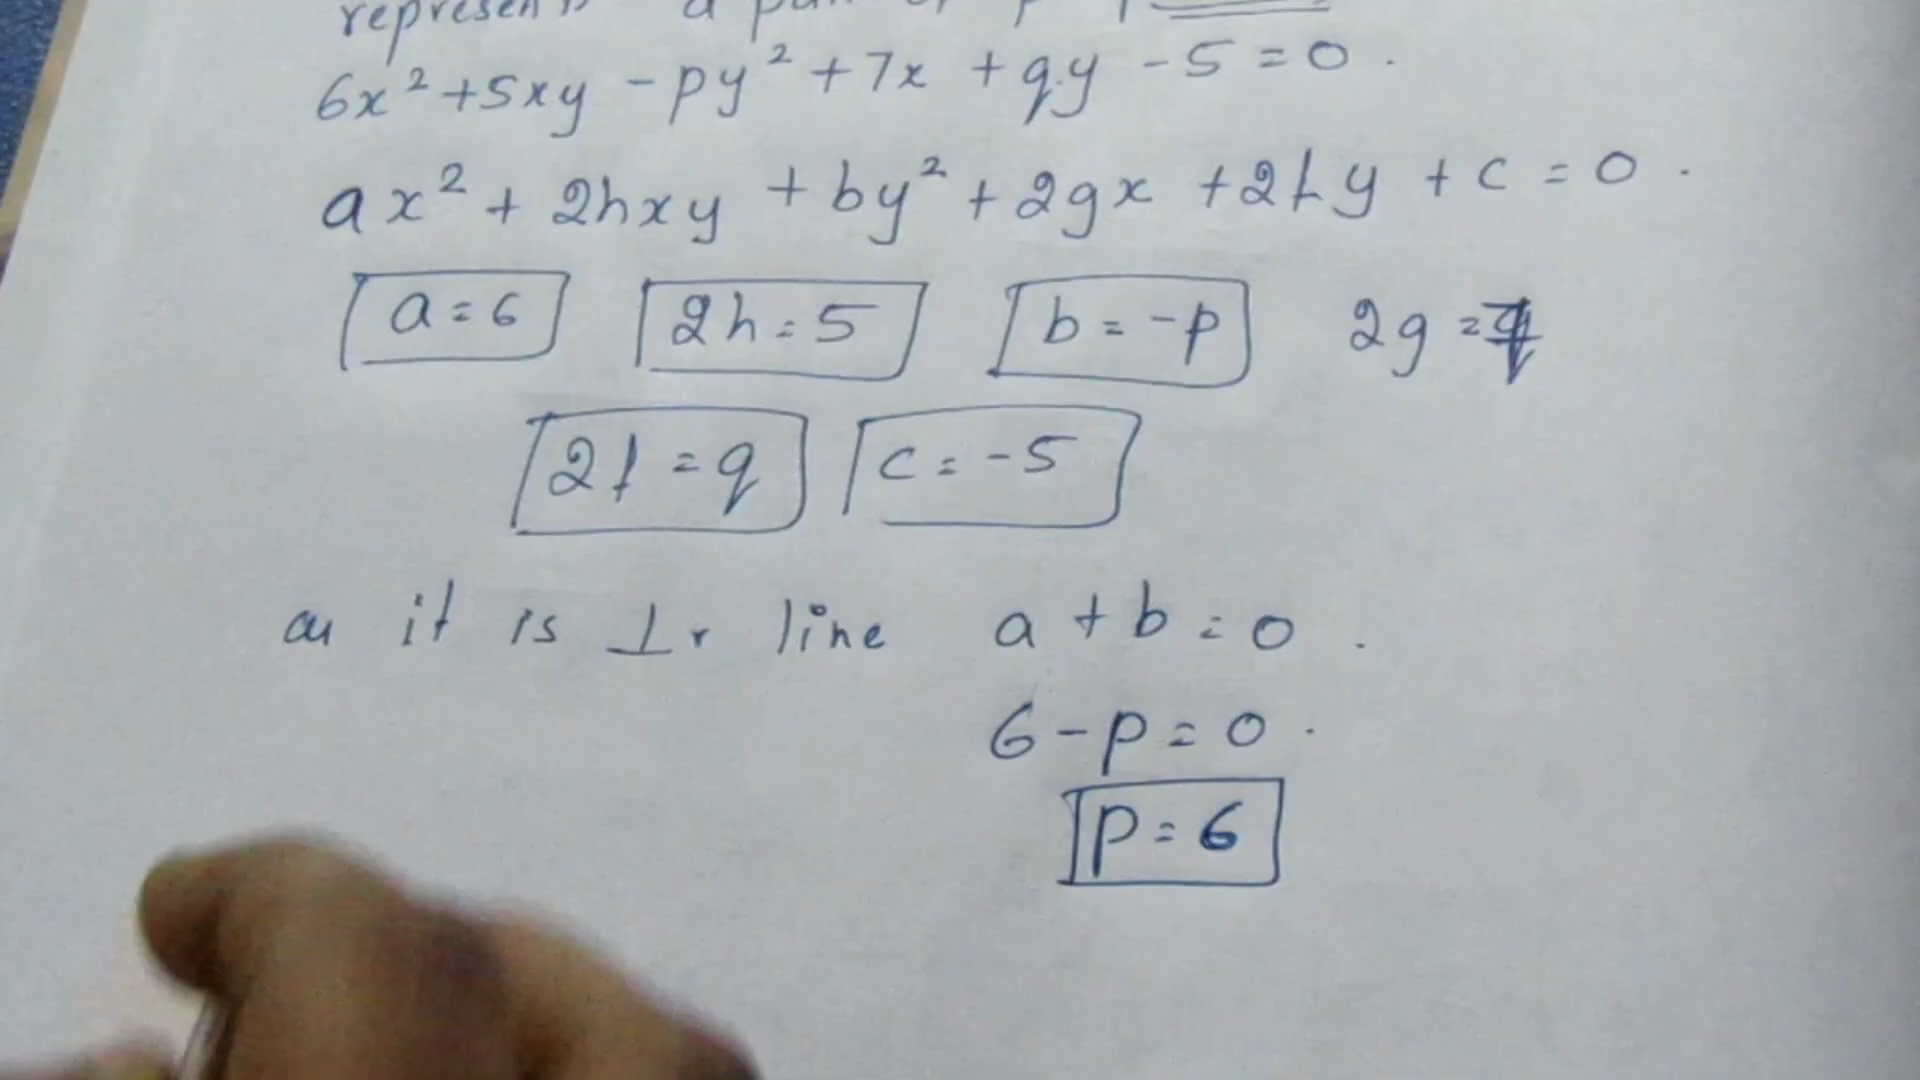 represents a
6x² + 5xy - py² + 7x + qy - 5 = 0 .
ax² + 2hxy + by² + 2gx + 2fy + c = 0 .
a = 6 2h = 5 b = -p 2g =
2f = q c = -5
as it is ⊥r line a + b = 0 .
6 - p = 0 .
p = 6